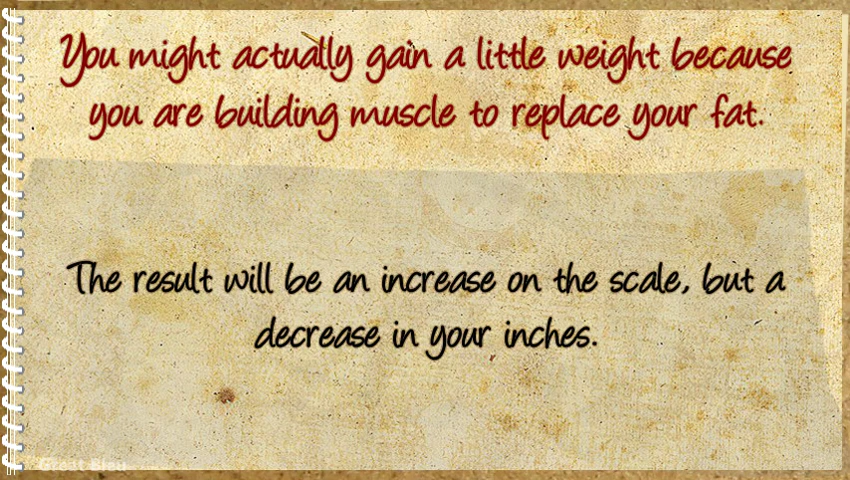 You might actually gain a little weight because
you are building muscle to replace your fat.
The result will be an increase on the scale, but a
decrease in your inches.